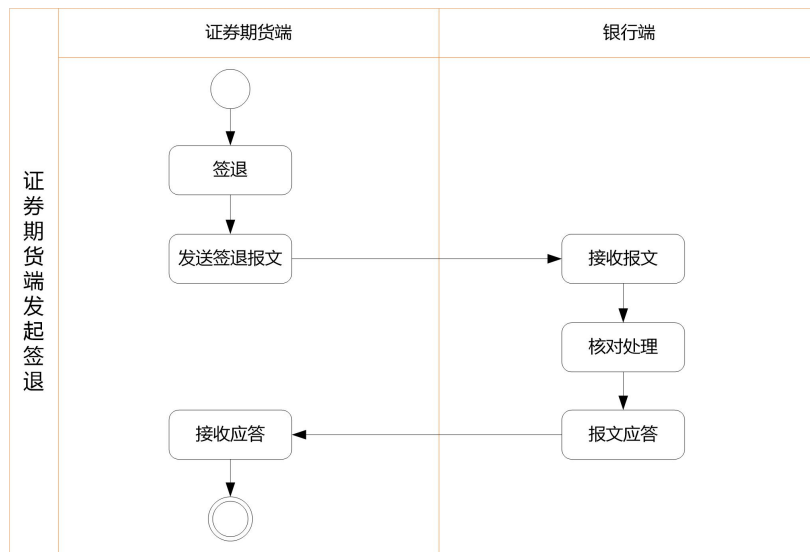 证券期货端
银行端
证券期货端发起签退
签退
发送签退报文
接收报文
核对处理
接收应答
报文应答